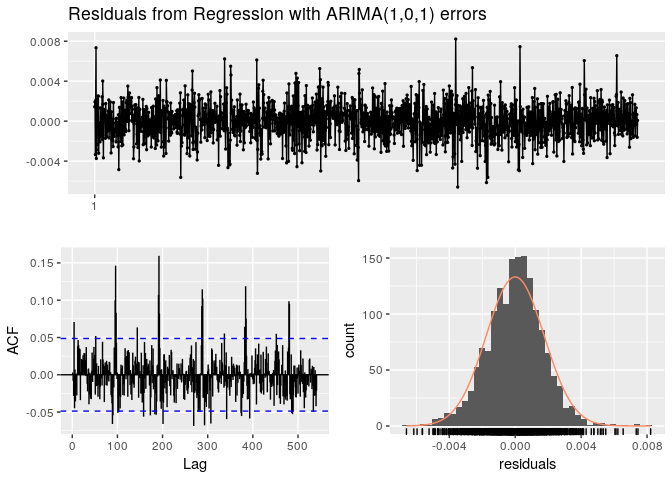 Residuals from Regression with ARIMA(1,0,1) errors
0.008
0.004
0.000
-0.004
1
0.15
0.10
0.05
0.00
-0.05
ACF
0 100 200 300 400 500
Lag
150
100
50
0
count
-0.004 0.000 0.004 0.008
residuals